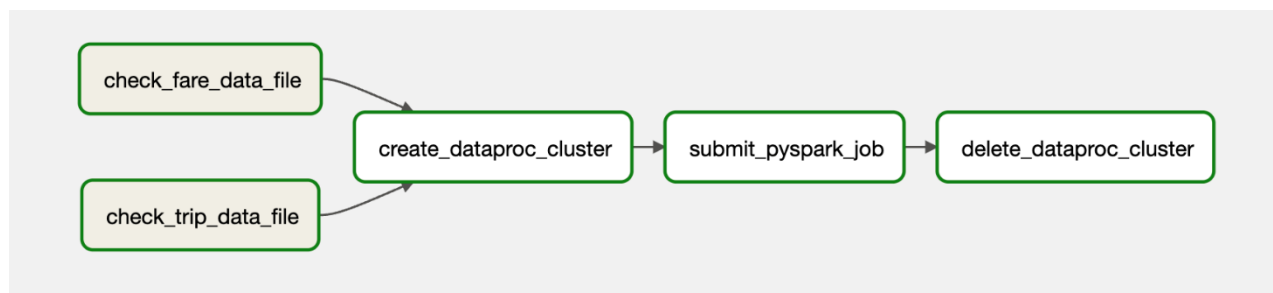 check_fare_data_file
check_trip_data_file
create_dataproc_cluster
submit_pyspark_job
delete_dataproc_cluster